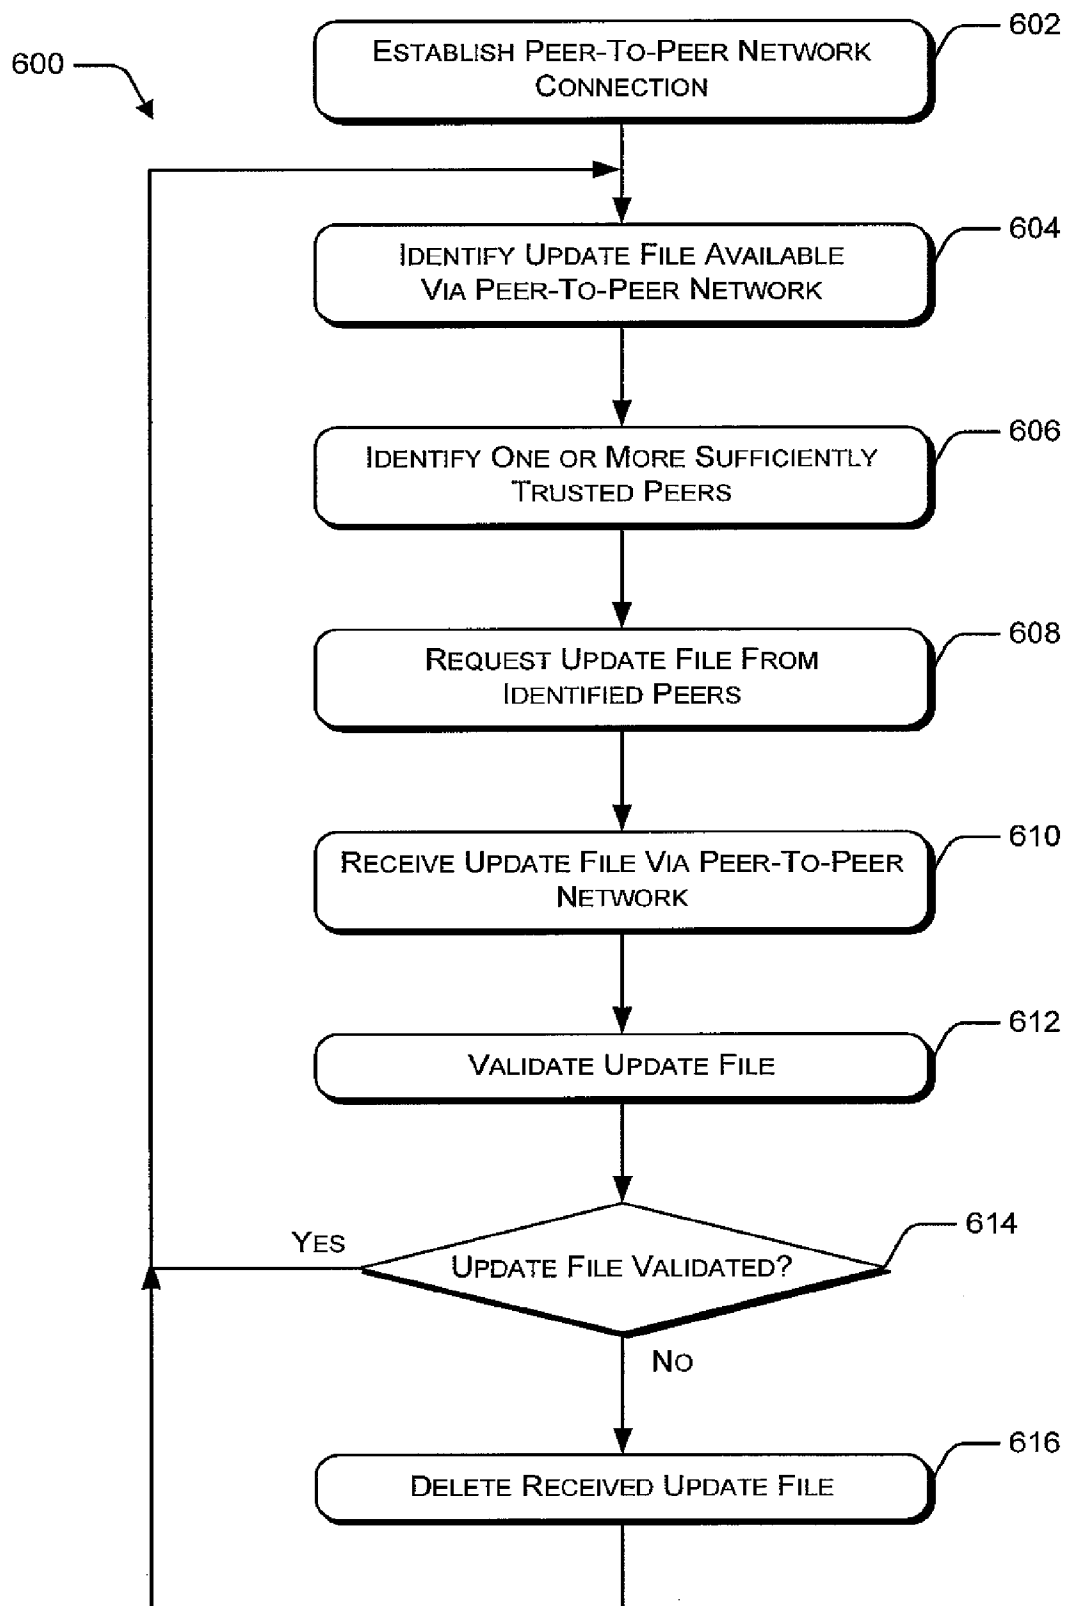 602
ESTABLISH PEER-TO-PEER NETWORK
CONNECTION
600
604
IDENTIFY UPDATE FILE AVAILABLE
VIA PEER-TO-PEER NETWORK
606
IDENTIFY ONE OR MORE SUFFICIENTLY
TRUSTED PEERS
608
REQUEST UPDATE FILE FROM
IDENTIFIED PEERS
610
RECEIVE UPDATE FILE VIA PEER-TO-PEER
NETWORK
612
VALIDATE UPDATE FILE
614
YES
UPDATE FILE VALIDATED?
NO
616
DELETE RECEIVED UPDATE FILE